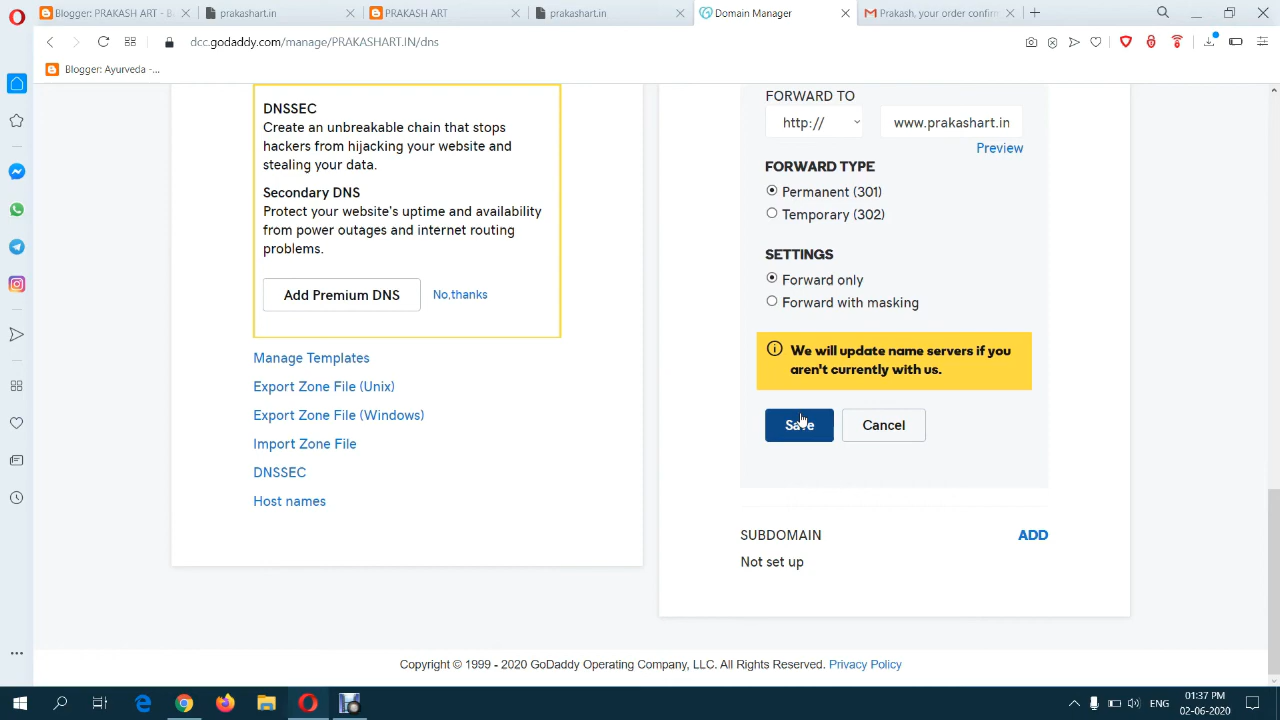 Blogger: PRAKASH ART - B
prakashart.in
PRAKASH ART
prakashart.in
Domain Manager
Prakash, your order confirm
dcc.godaddy.com/manage/PRAKASHART.IN/dns
Blogger: Ayurveda -...
DNSSEC
Create an unbreakable chain that stops
hackers from hijacking your website and
stealing your data.
Secondary DNS
Protect your website's uptime and availability
from power outages and internet routing
problems.
Add Premium DNS
No,thanks
Manage Templates
Export Zone File (Unix)
Export Zone File (Windows)
Import Zone File
DNSSEC
Host names
FORWARD TO
http://
www.prakashart.in
Preview
FORWARD TYPE
Permanent (301)
Temporary (302)
SETTINGS
Forward only
Forward with masking
We will update name servers if you
aren't currently with us.
Save
Cancel
SUBDOMAIN
ADD
Not set up
Copyright © 1999 - 2020 GoDaddy Operating Company, LLC. All Rights Reserved. Privacy Policy
ENG
01:37 PM
02-06-2020